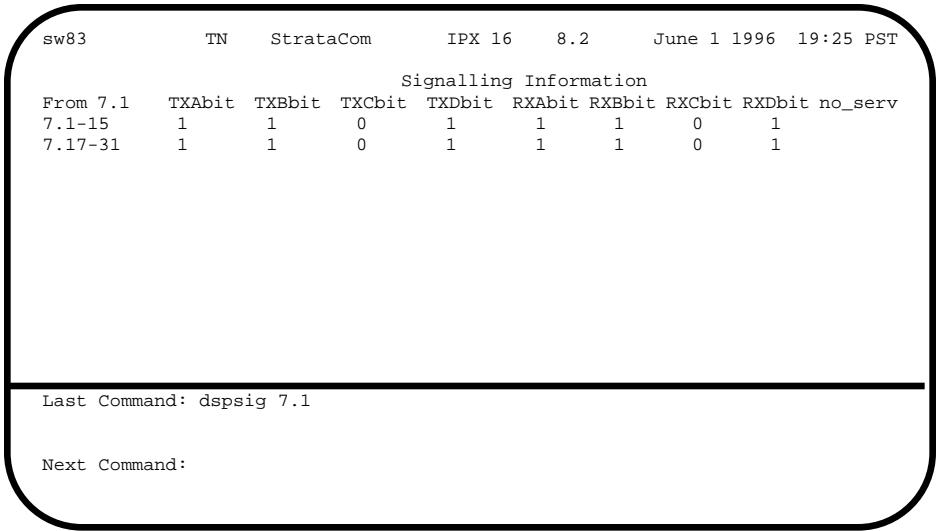 sw83 TN StrataCom IPX 16 8.2 June 1 1996 19:25 PST
Signalling Information
From 7.1 TXAbit TXBbit TXCbit TXDbit RXAbit RXBbit RXCbit RXDbit no_serv
7.1-15 1 1 0 1 1 1 0 1
7.17-31 1 1 0 1 1 1 0 1
Last Command: dspsig 7.1
Next Command: